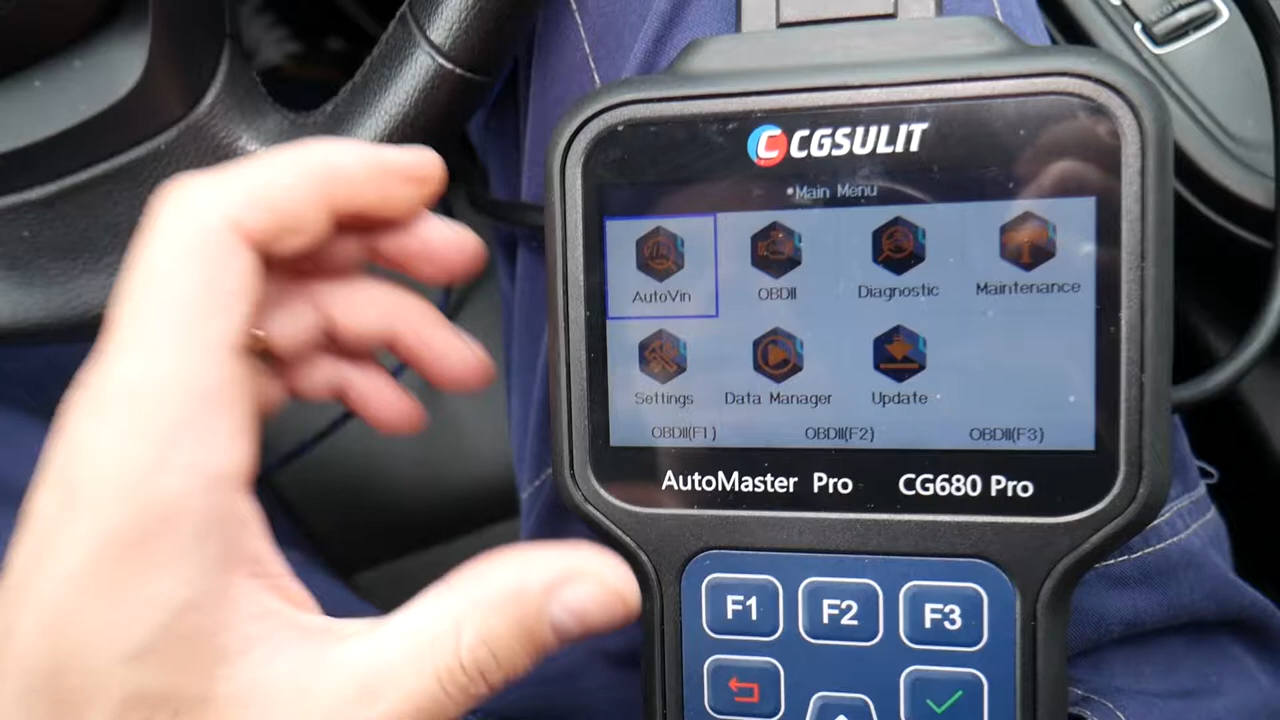 CGSULIT
•Main Menu
AutoVin OBDII Diagnostic Maintenance
Settings Data Manager Update
OBDII(F1) OBDII(F2) OBDII(F3)
AutoMaster Pro CG680 Pro
F1 F2 F3